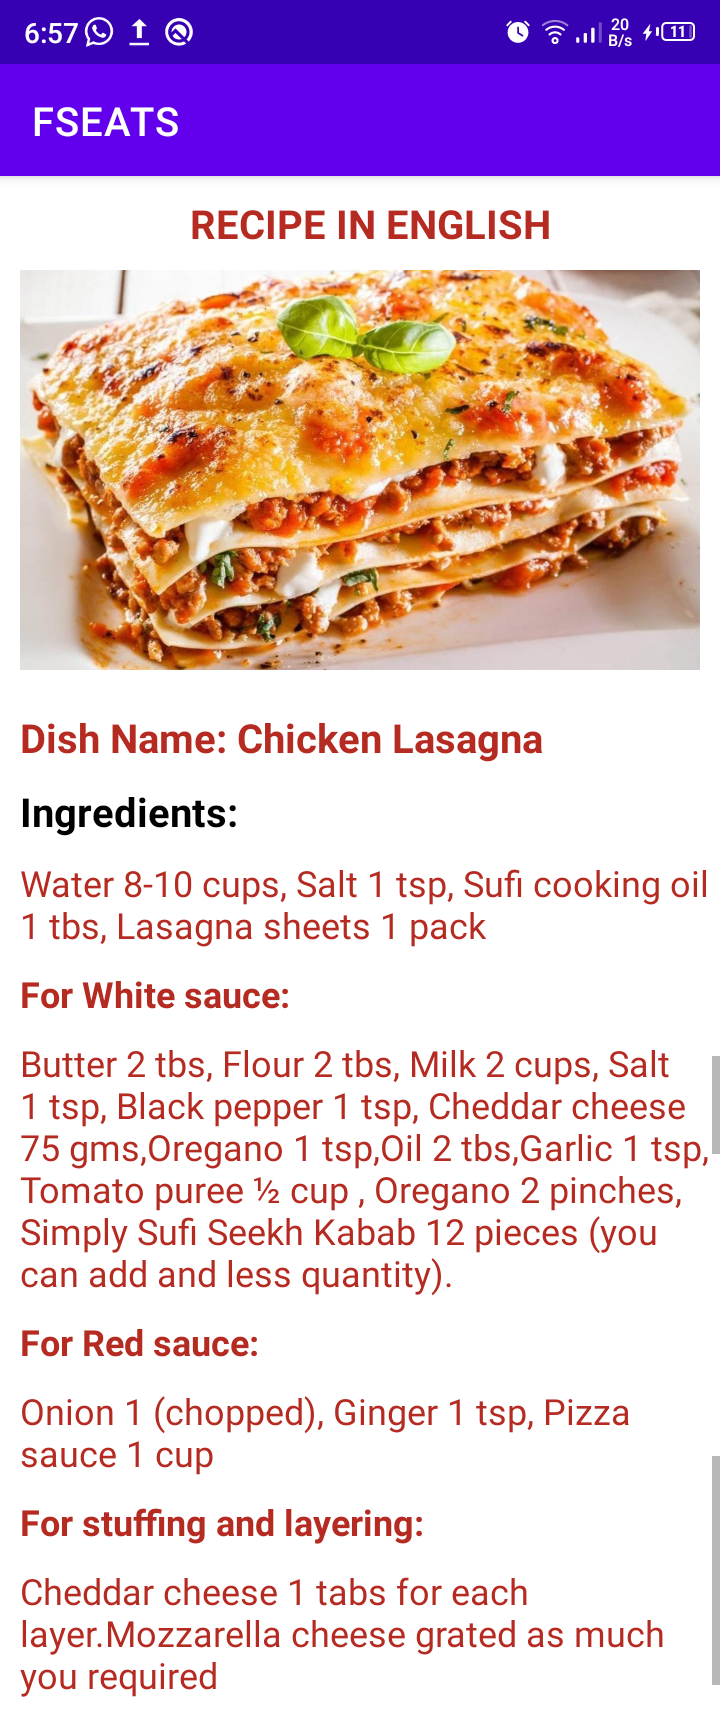 6:57
20
B/s
11
FSEATS
RECIPE IN ENGLISH
Dish Name: Chicken Lasagna
Ingredients:
Water 8-10 cups, Salt 1 tsp, Sufi cooking oil
1 tbs, Lasagna sheets 1 pack
For White sauce:
Butter 2 tbs, Flour 2 tbs, Milk 2 cups, Salt
1 tsp, Black pepper 1 tsp, Cheddar cheese
75 gms,Oregano 1 tsp,Oil 2 tbs,Garlic 1 tsp,
Tomato puree ½ cup , Oregano 2 pinches,
Simply Sufi Seekh Kabab 12 pieces (you
can add and less quantity).
For Red sauce:
Onion 1 (chopped), Ginger 1 tsp, Pizza
sauce 1 cup
For stuffing and layering:
Cheddar cheese 1 tabs for each
layer.Mozzarella cheese grated as much
you required